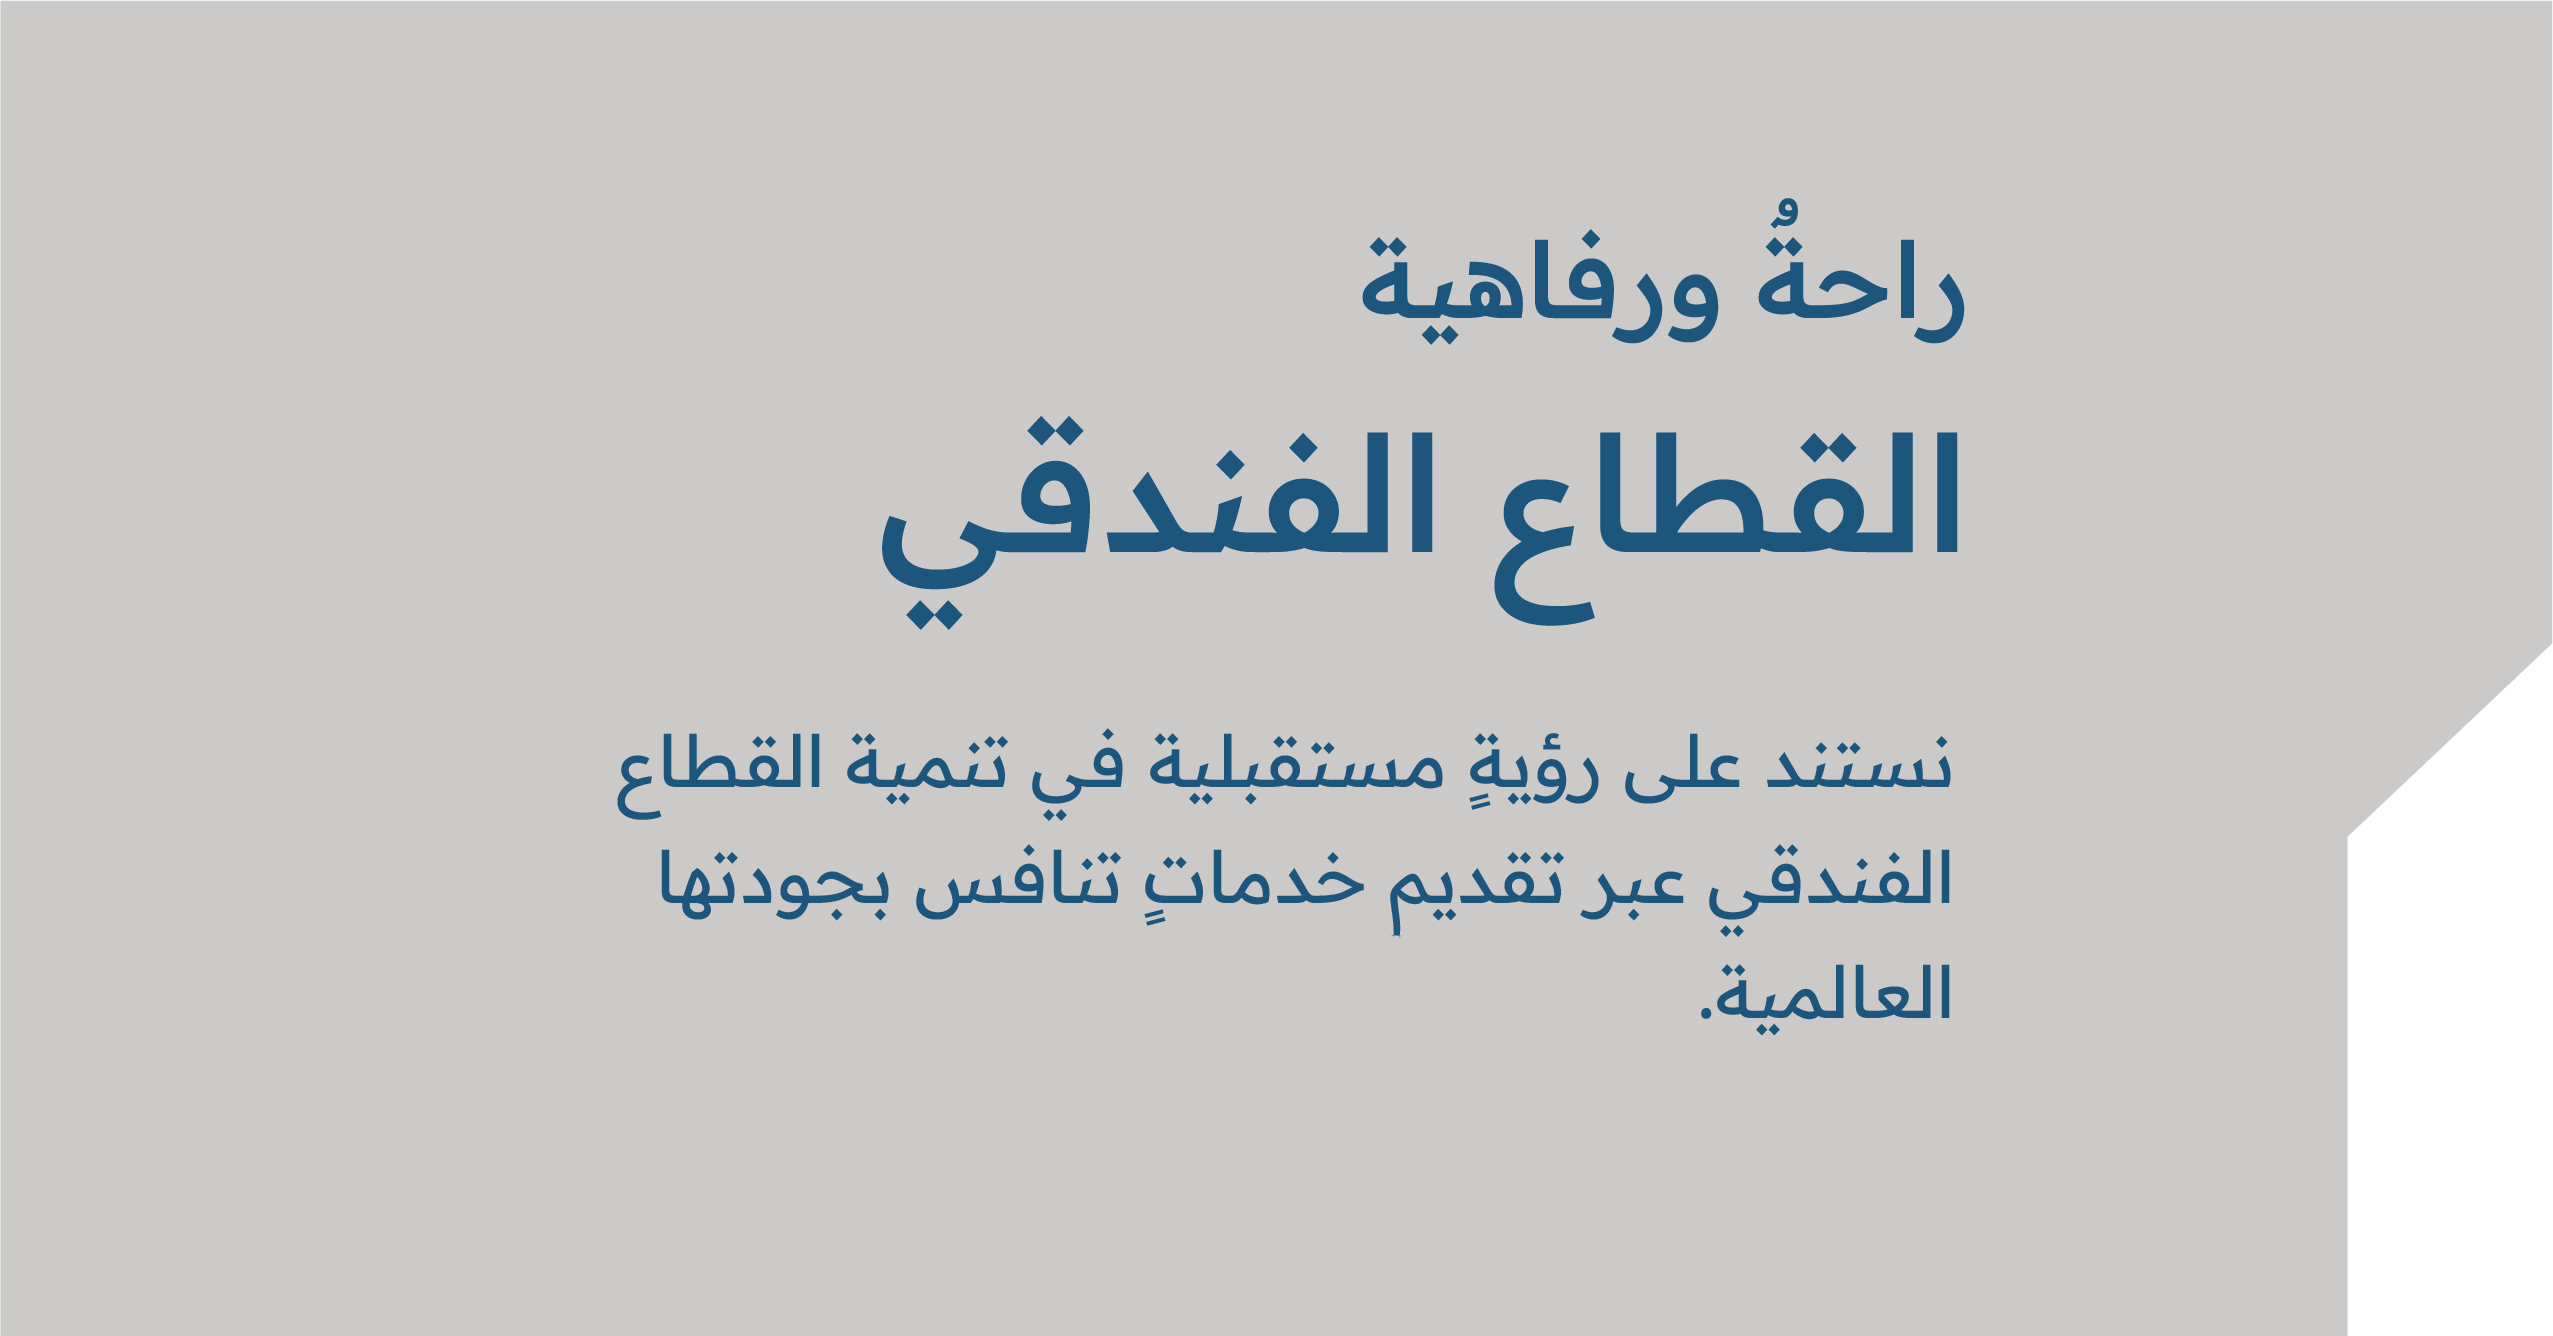 راحةٌ ورفاهية
القطاع الفندقي
نستند على رؤيةٍ مستقبلية في تنمية القطاع
الفندقي عبر تقديم خدماتٍ تنافس بجودتها
العالمية.